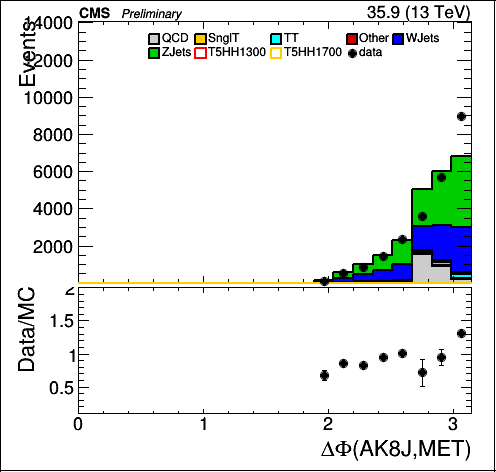 CMS Preliminary 35.9 (13 TeV)
Events
14000
12000
10000
8000
6000
4000
2000
QCD SnglT TT Other WJets
ZJets T5HH1300 T5HH1700 data
Data/MC
2
1.5
1
0.5
0 1 2 3
ΔΦ(AK8J,MET)